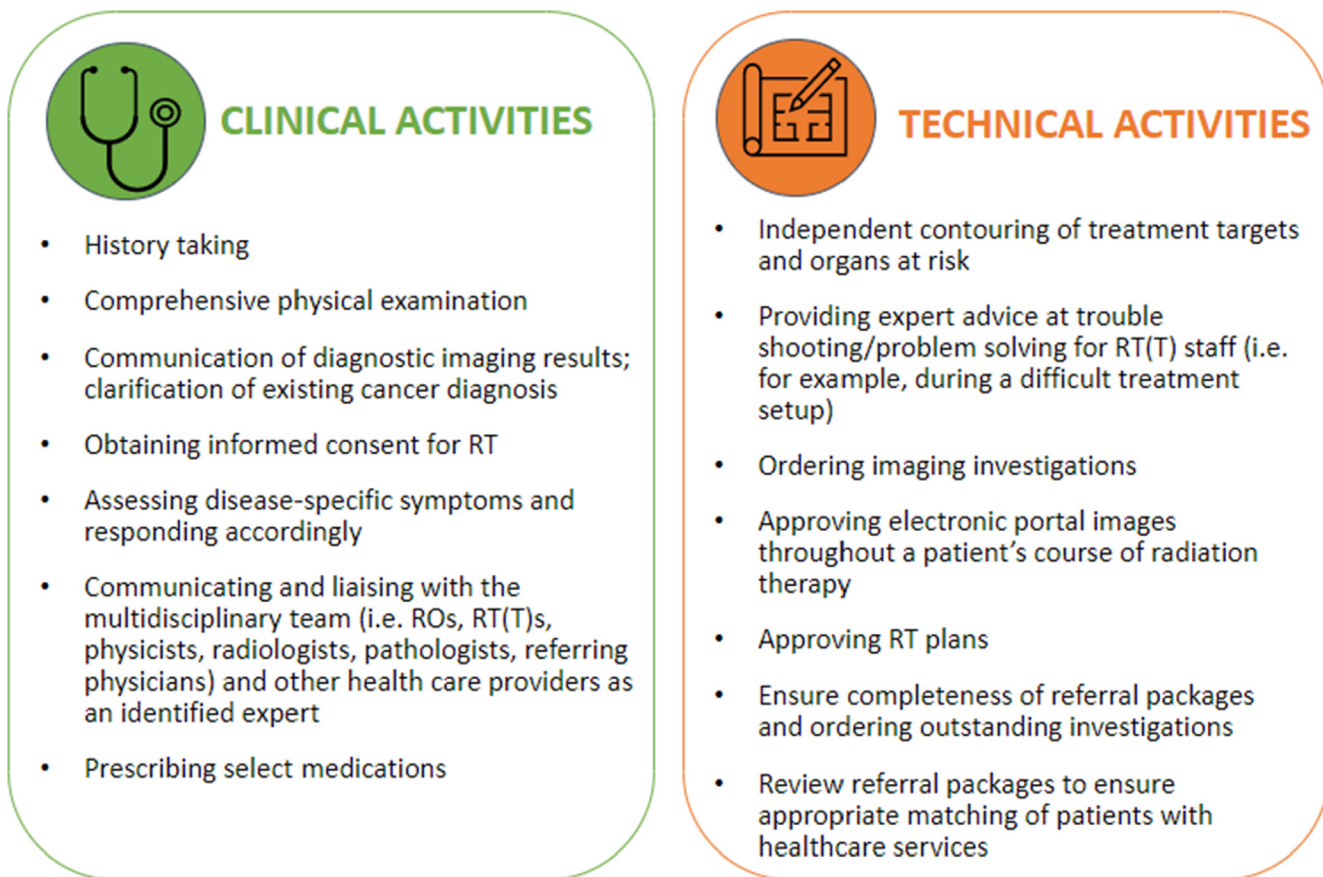 CLINICAL ACTIVITIES
• History taking
• Comprehensive physical examination
• Communication of diagnostic imaging results;
clarification of existing cancer diagnosis
• Obtaining informed consent for RT
• Assessing disease-specific symptoms and
responding accordingly
• Communicating and liaising with the
multidisciplinary team (i.e. ROs, RT(T)s,
physicists, radiologists, pathologists, referring
physicians) and other health care providers as
an identified expert
• Prescribing select medications
TECHNICAL ACTIVITIES
• Independent contouring of treatment targets
and organs at risk
• Providing expert advice at trouble
shooting/problem solving for RT(T) staff (i.e.
for example, during a difficult treatment
setup)
• Ordering imaging investigations
• Approving electronic portal images
throughout a patient's course of radiation
therapy
• Approving RT plans
• Ensure completeness of referral packages
and ordering outstanding investigations
• Review referral packages to ensure
appropriate matching of patients with
healthcare services